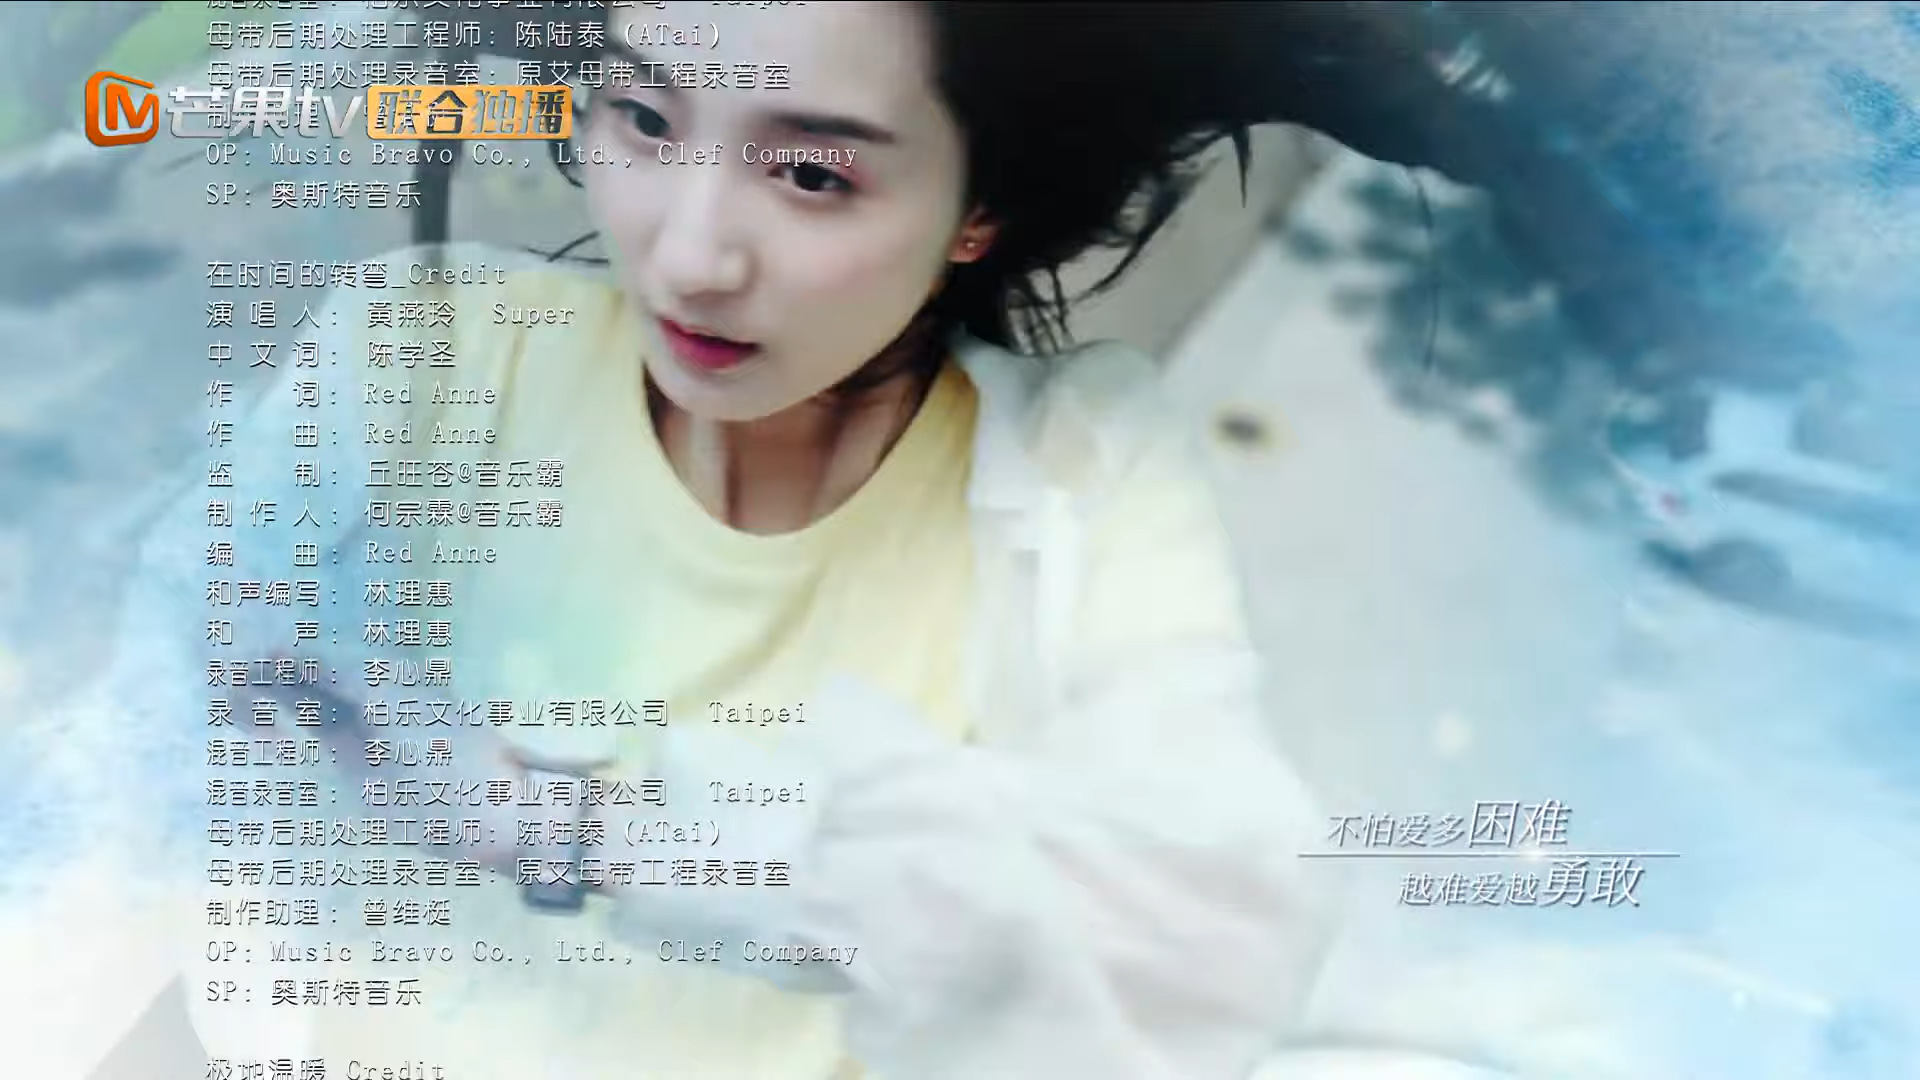 母带后期处理工程师: 陈陆泰 (ATai)
母带后期处理录音室: 原艾母带工程录音室
芒果tv 联合独播
OP: Music Bravo Co., Ltd., Clef Company
SP: 奥斯特音乐
在时间的转弯_Credit
演唱人: 黄燕玲 Super
中文词: 陈学圣
作词: Red Anne
作曲: Red Anne
监制: 丘旺苍@音乐霸
制作人: 何宗霖@音乐霸
编曲: Red Anne
和声编写: 林理惠
和声: 林理惠
录音工程师: 李心鼎
录音室: 柏乐文化事业有限公司 Taipei
混音工程师: 李心鼎
混音录音室: 柏乐文化事业有限公司 Taipei
母带后期处理工程师: 陈陆泰 (ATai)
母带后期处理录音室: 原艾母带工程录音室
制作助理: 曾维梃
OP: Music Bravo Co., Ltd., Clef Company
SP: 奥斯特音乐
极地温暖_Credit
不怕爱多困难
越难爱越勇敢